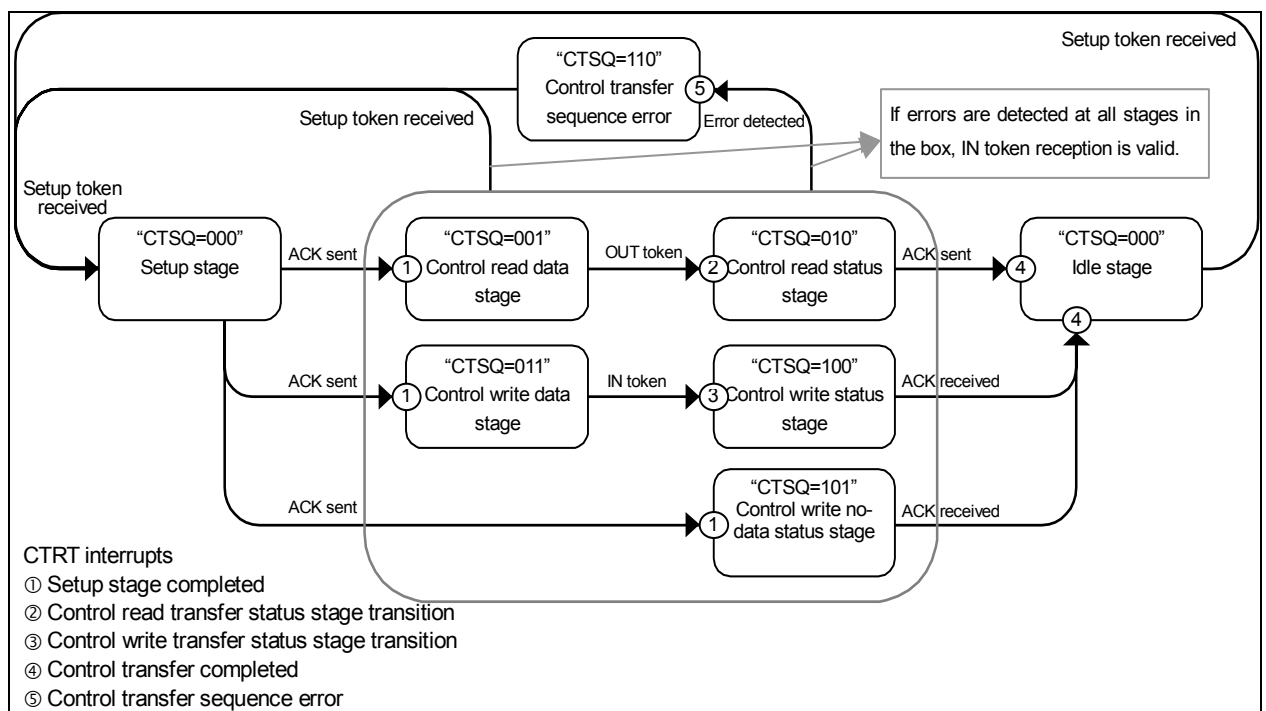 Setup token received
“CTSQ=110”
Control transfer
sequence error
5
Setup token received
Error detected
If errors are detected at all stages in
the box, IN token reception is valid.
Setup token
received
“CTSQ=000”
Setup stage
ACK sent
1
“CTSQ=001”
Control read data
stage
OUT token
2
“CTSQ=010”
Control read status
stage
ACK sent
4
“CTSQ=000”
Idle stage
4
ACK sent
1
“CTSQ=011”
Control write data
stage
IN token
3
“CTSQ=100”
Control write status
stage
ACK received
ACK sent
1
“CTSQ=101”
Control write no-
data status stage
ACK received
CTRT interrupts
① Setup stage completed
② Control read transfer status stage transition
③ Control write transfer status stage transition
④ Control transfer completed
⑤ Control transfer sequence error